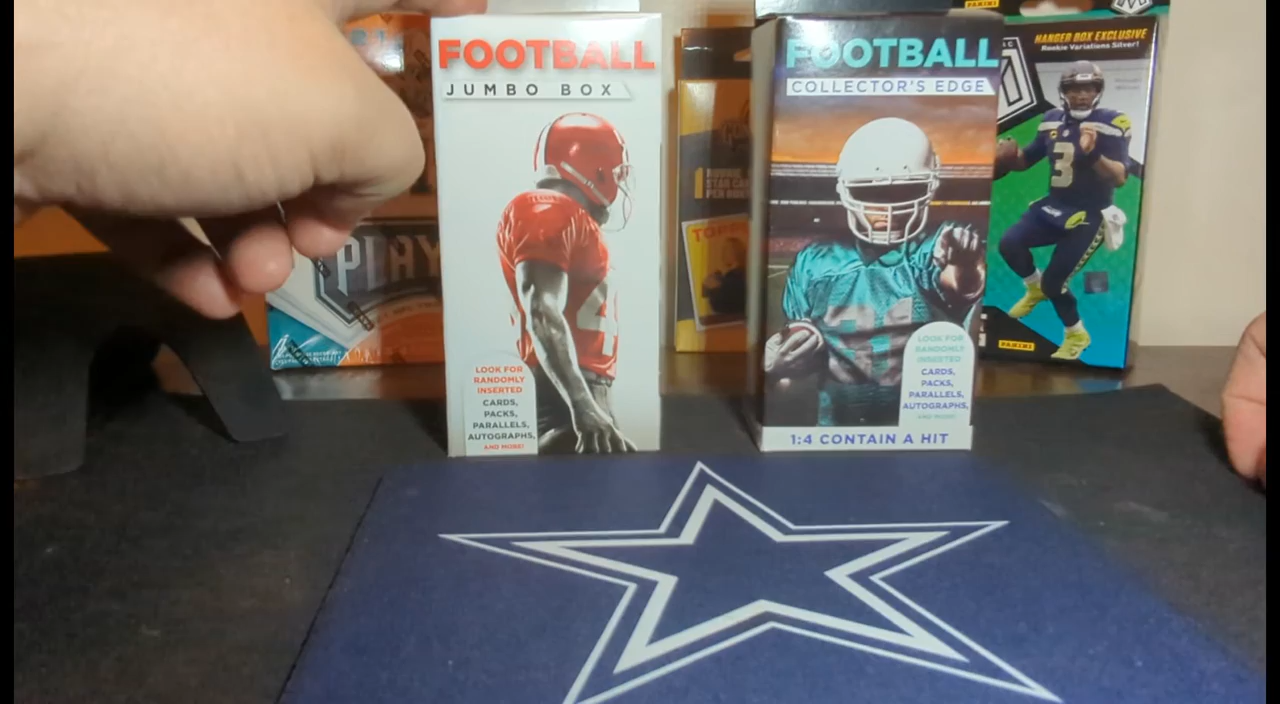 FOOTBALL
JUMBO BOX
LOOK FOR
RANDOMLY
INSERTED
CARDS,
PACKS,
PARALLELS,
AUTOGRAPHS,
AND MORE!
FOOTBALL
COLLECTOR'S EDGE
LOOK FOR
RANDOMLY
INSERTED
CARDS,
PACKS,
PARALLELS,
AUTOGRAPHS,
AND MORE!
1:4 CONTAIN A HIT
PANINI
HANGER BOX EXCLUSIVE
Rookie Variations Silver!
3
PANINI
PLAY
TOPPS